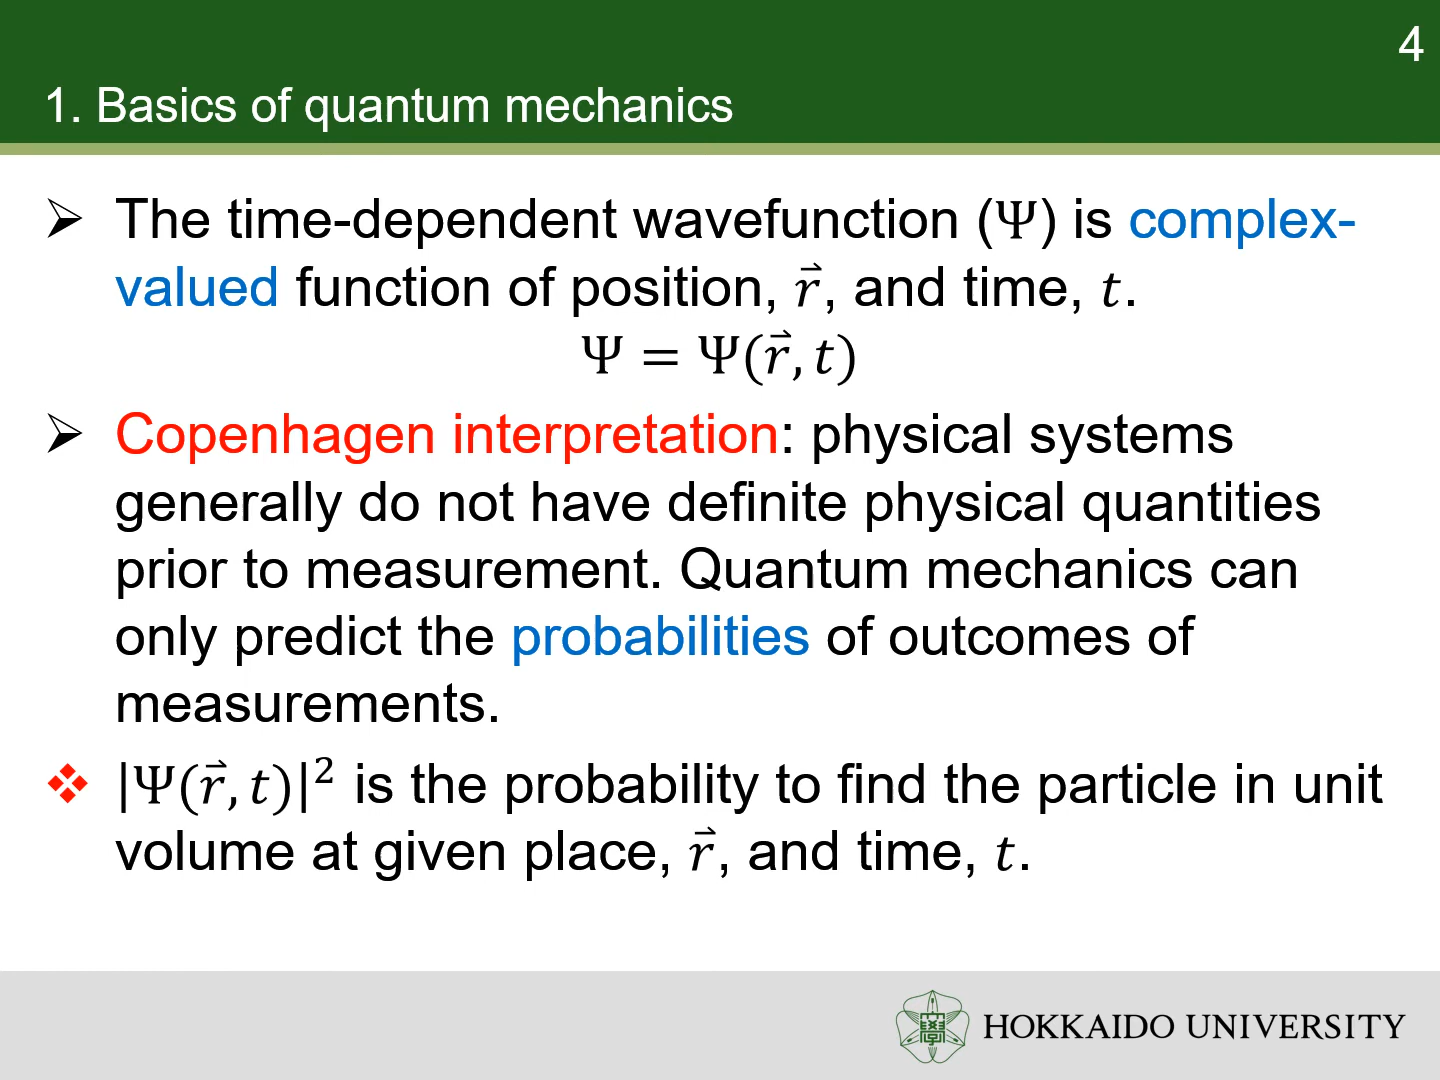 4
1. Basics of quantum mechanics
➢ The time-dependent wavefunction (Ψ) is complex-
valued function of position, r⃗, and time, t.
Ψ = Ψ(r⃗, t)
➢ Copenhagen interpretation: physical systems
generally do not have definite physical quantities
prior to measurement. Quantum mechanics can
only predict the probabilities of outcomes of
measurements.
❖ |Ψ(r⃗, t)|² is the probability to find the particle in unit
volume at given place, r⃗, and time, t.
HOKKAIDO UNIVERSITY